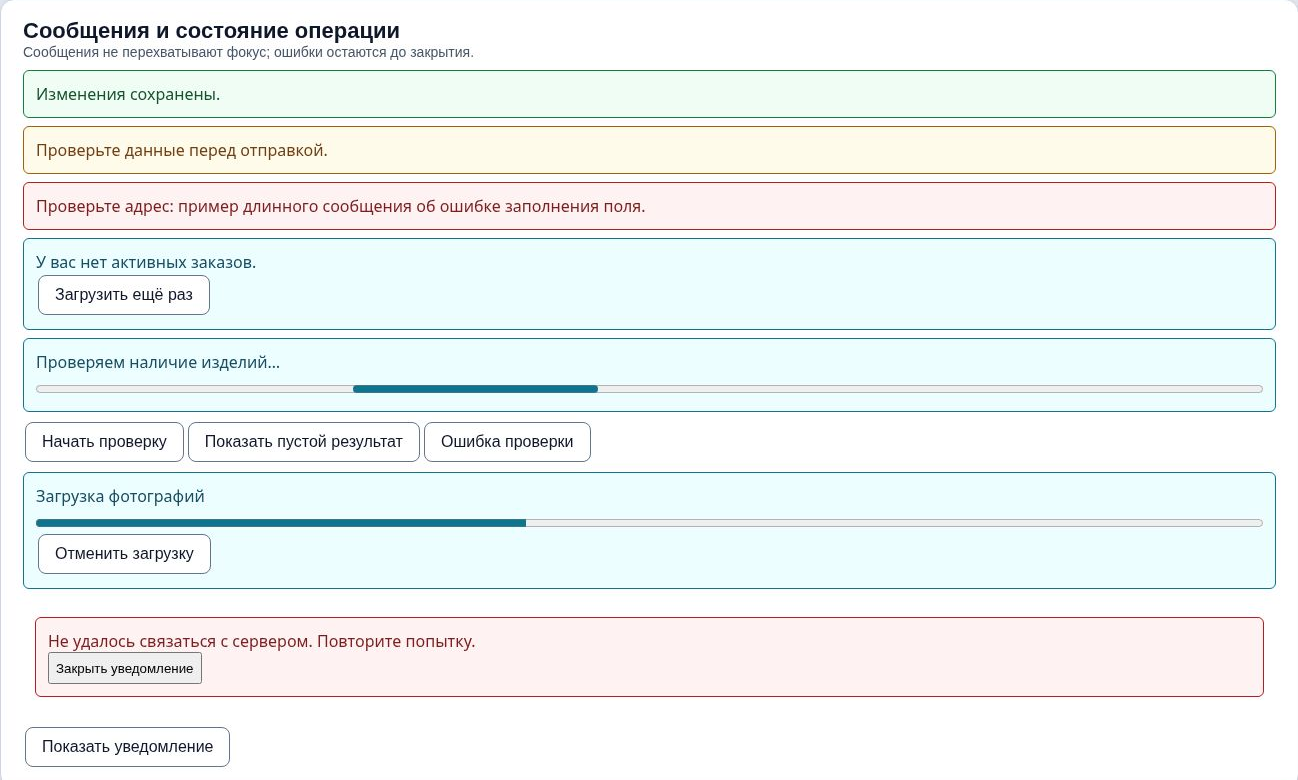 Сообщения и состояние операции
Сообщения не перехватывают фокус; ошибки остаются до закрытия.
Изменения сохранены.
Проверьте данные перед отправкой.
Проверьте адрес: пример длинного сообщения об ошибке заполнения поля.
У вас нет активных заказов.
Загрузить ещё раз
Проверяем наличие изделий...
Начать проверку Показать пустой результат Ошибка проверки
Загрузка фотографий
Отменить загрузку
Не удалось связаться с сервером. Повторите попытку.
Закрыть уведомление
Показать уведомление